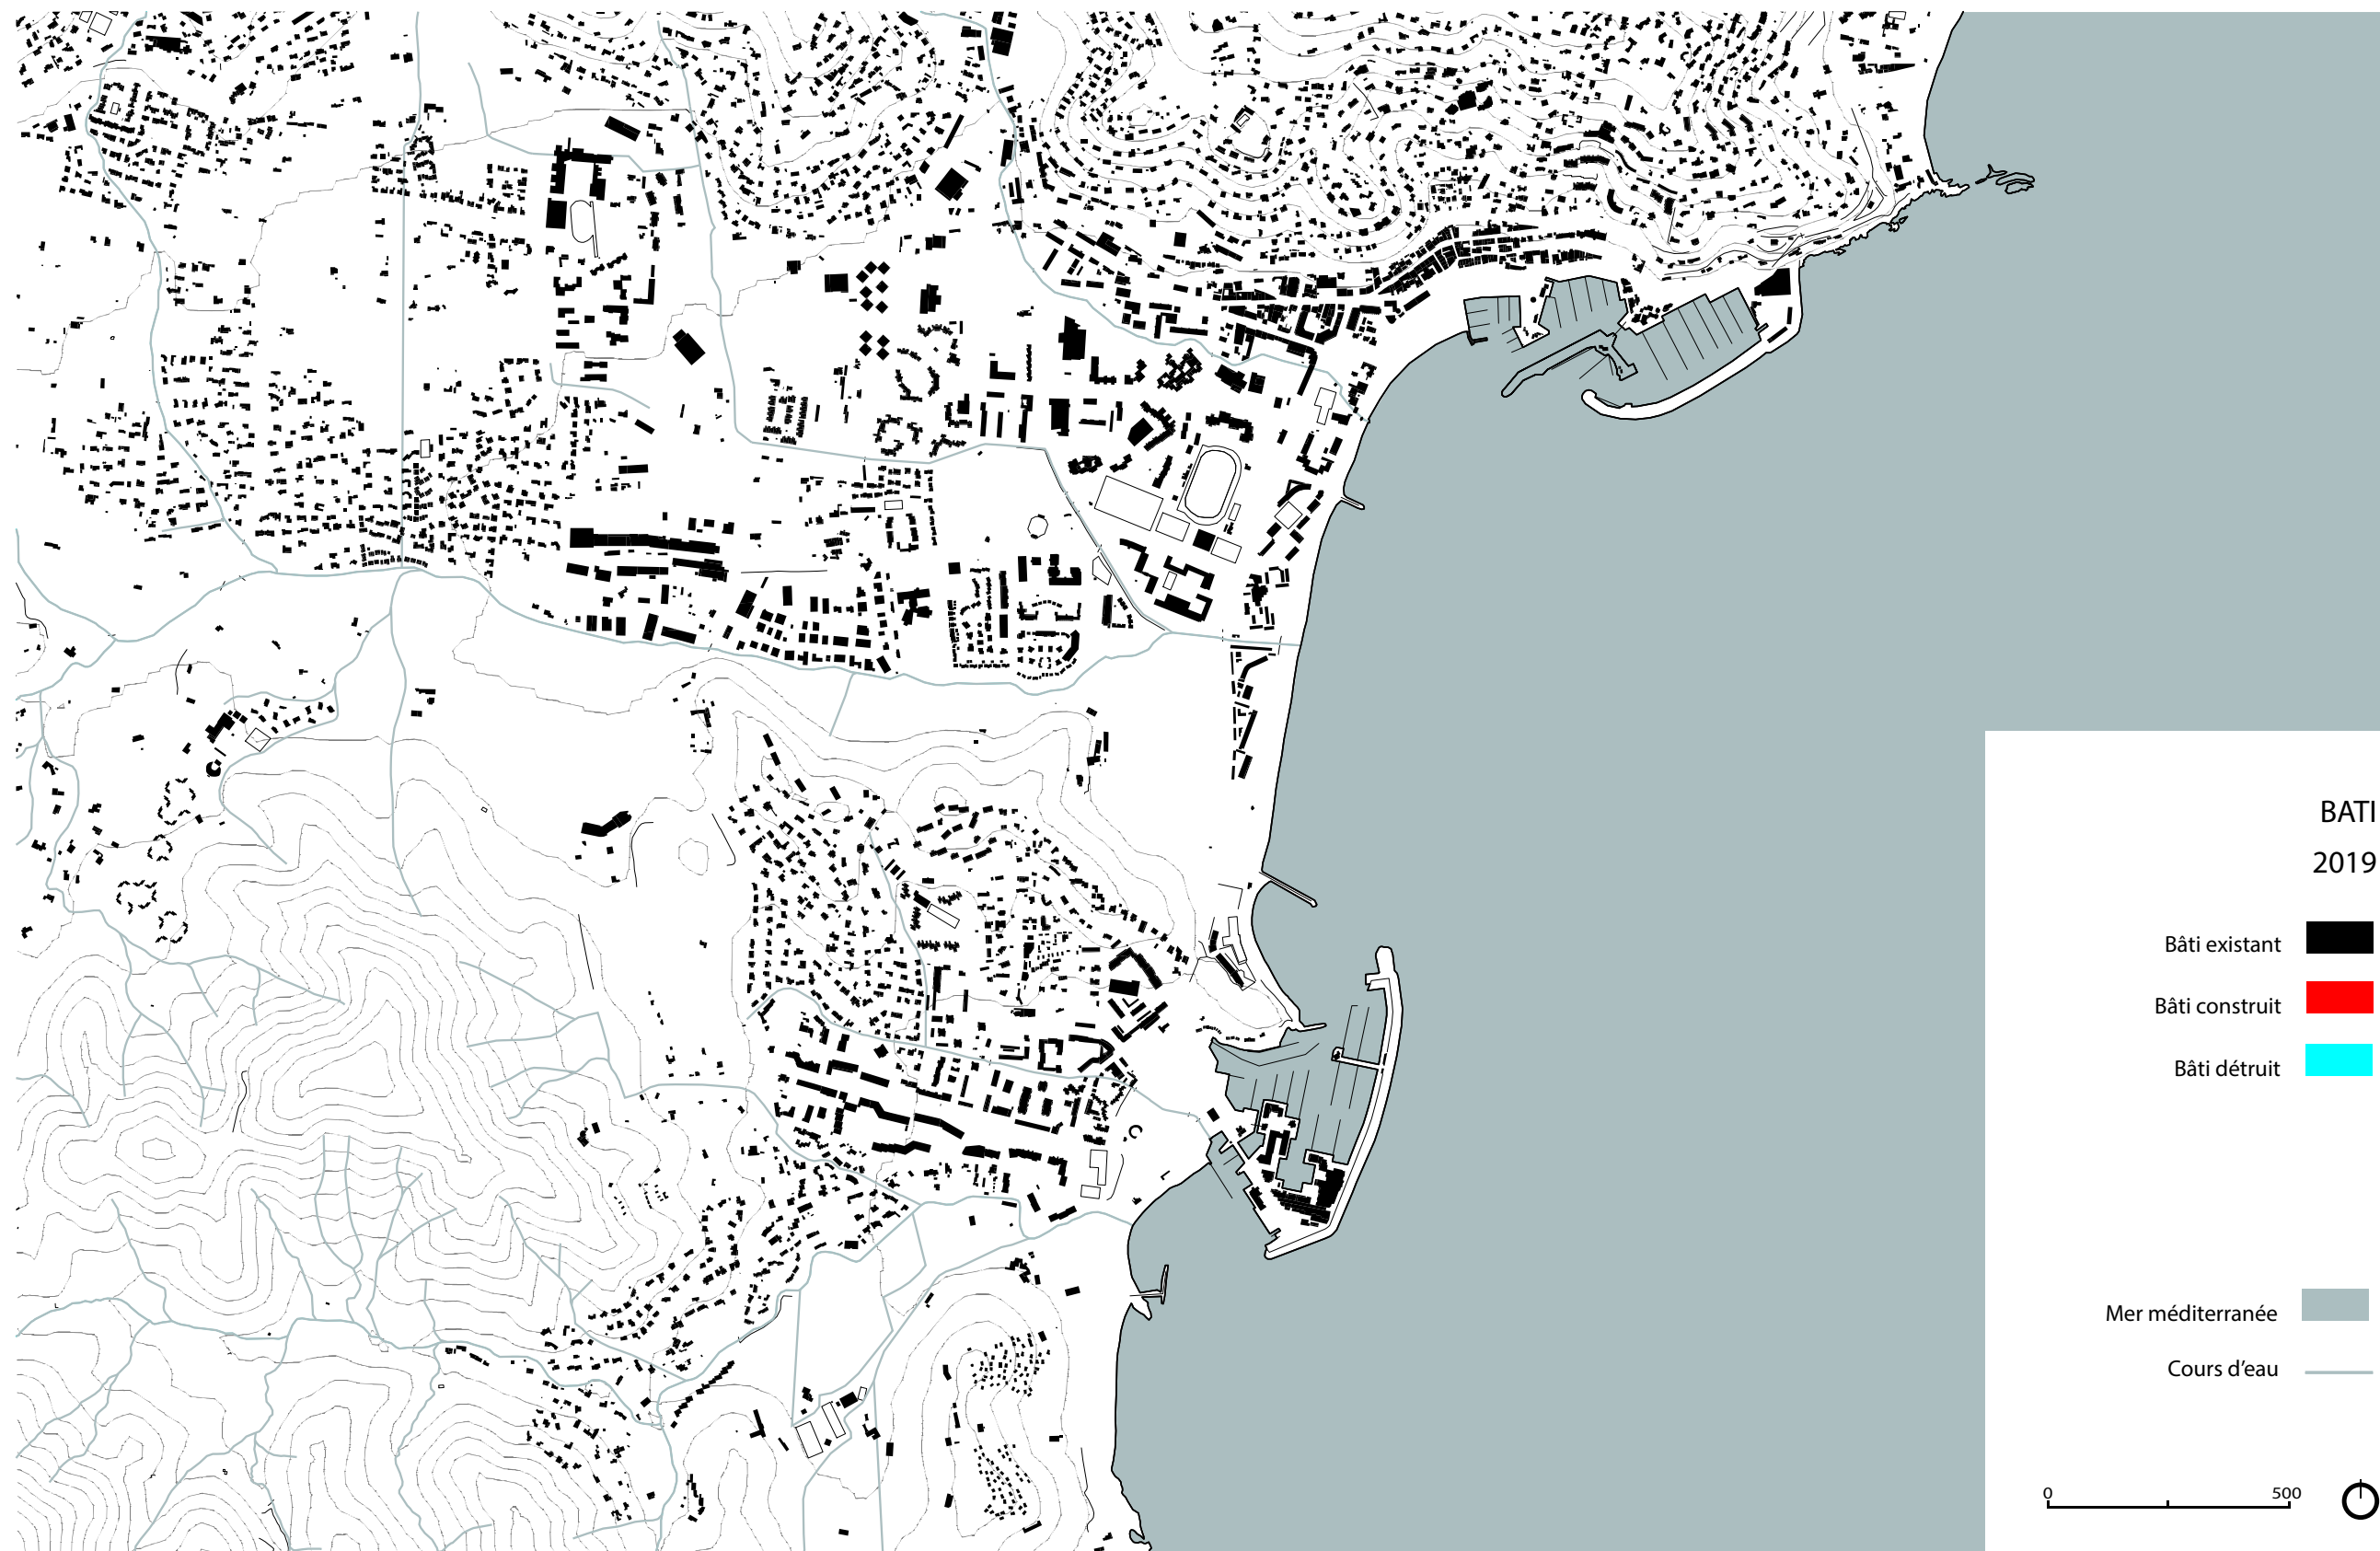 BATI
2019
Bâti existant
Bâti construit
Bâti détruit
Mer méditerranée
Cours d’eau
0 500